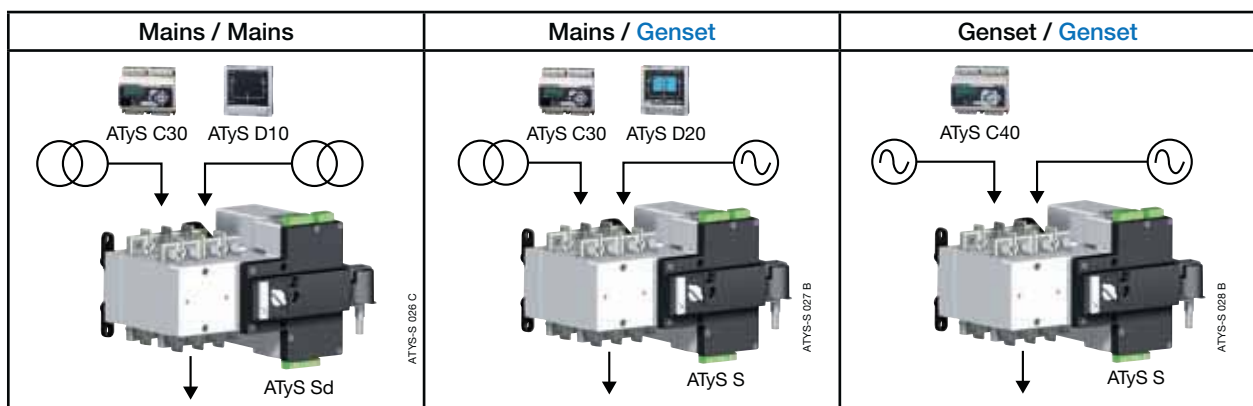 Mains / Mains
Mains / Genset
Genset / Genset
ATyS C30
ATyS D10
ATyS C30
ATyS D20
ATyS C40
ATYS-S 026 C
ATYS-S 027 B
ATYS-S 028 B
ATyS Sd
ATyS S
ATyS S